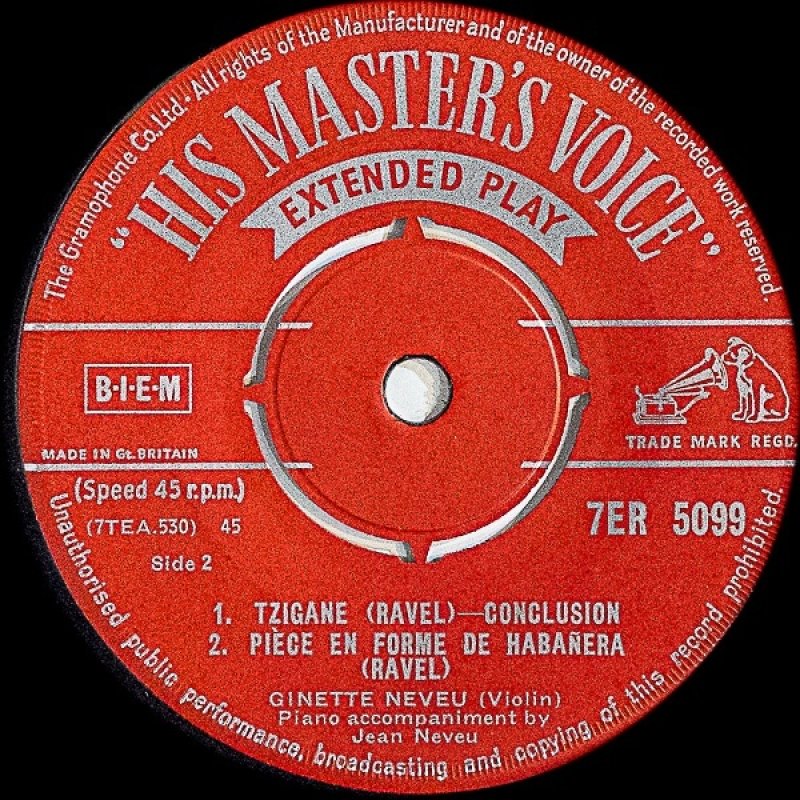 The Gramophone Co.Ltd.·All rights of the Manufacturer and of the owner of the recorded work reserved.
"HIS MASTER'S VOICE"
EXTENDED PLAY
B·I·E·M
TRADE MARK REGD.
MADE IN Gt. BRITAIN
(Speed 45 r.p.m.)
7ER 5099
(7TEA.530) 45
Side 2
1. TZIGANE (RAVEL)—CONCLUSION
2. PIÈCE EN FORME DE HABAÑERA
(RAVEL)
GINETTE NEVEU (Violin)
Piano accompaniment by
Jean Neveu
Unauthorised public performance, broadcasting and copying of this record prohibited.